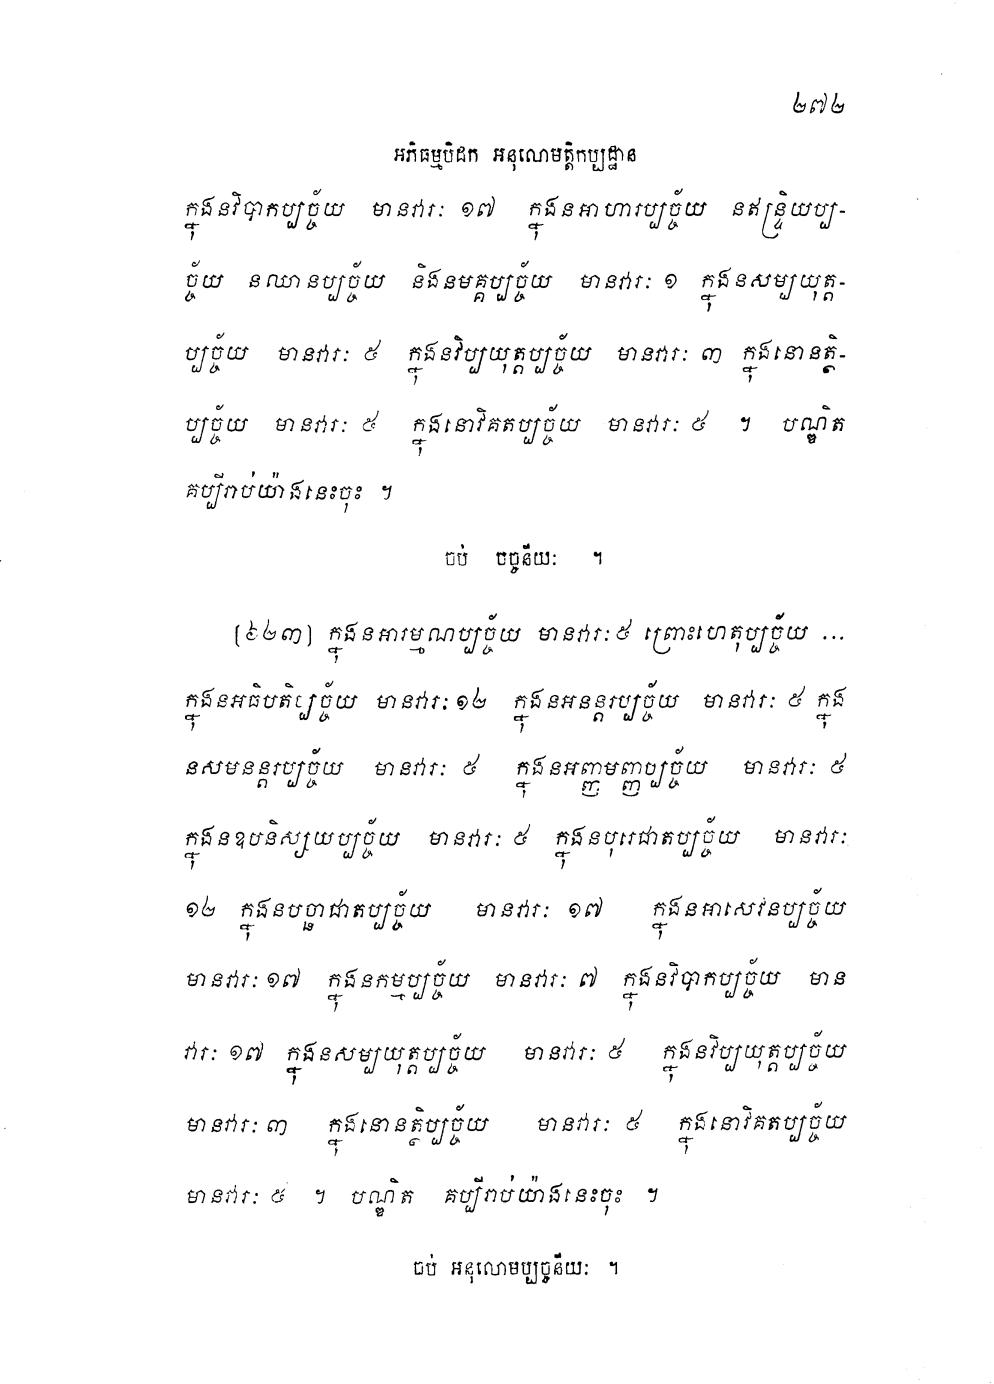 ២៧២
អភិធម្មបិដក អនុលោមត្តិកប្បដ្ឋាន
ក្នុងនវិបាកប្បច្ច័យ មានវារៈ ១៧ ក្នុងនអាហារប្បច្ច័យ នឥន្ទ្រិយប្ប-
ច្ច័យ នឈានប្បច្ច័យ និងនមគ្គប្បច្ច័យ មានវារៈ ១ ក្នុងនសម្បយុត្ត-
ប្បច្ច័យ មានវារៈ ៥ ក្នុងនវិប្បយុត្តប្បច្ច័យ មានវារៈ ៣ ក្នុងនោនត្ថិ-
ប្បច្ច័យ មានវារៈ ៥ ក្នុងនោវិគតប្បច្ច័យ មានវារៈ ៥ ។ បណ្ឌិត
គប្បីរាប់យ៉ាងនេះចុះ ។
ចប់ បច្ចនីយៈ ។
[៩២៣] ក្នុងនអារម្មណប្បច្ច័យ មានវារៈ ៥ ព្រោះហេតុប្បច្ច័យ ...
ក្នុងនអធិបតិប្បច្ច័យ មានវារៈ ១២ ក្នុងនអនន្តរប្បច្ច័យ មានវារៈ ៥ ក្នុង
នសមនន្តរប្បច្ច័យ មានវារៈ ៥ ក្នុងនអញ្ញមញ្ញប្បច្ច័យ មានវារៈ ៥
ក្នុងនឧបនិស្សយប្បច្ច័យ មានវារៈ ៥ ក្នុងនបុរេជាតប្បច្ច័យ មានវារៈ
១២ ក្នុងនបច្ឆាជាតប្បច្ច័យ មានវារៈ ១៧ ក្នុងនអាសេវនប្បច្ច័យ
មានវារៈ ១៧ ក្នុងនកម្មប្បច្ច័យ មានវារៈ ៧ ក្នុងនវិបាកប្បច្ច័យ មាន
វារៈ ១៧ ក្នុងនសម្បយុត្តប្បច្ច័យ មានវារៈ ៥ ក្នុងនវិប្បយុត្តប្បច្ច័យ
មានវារៈ ៣ ក្នុងនោនត្ថិប្បច្ច័យ មានវារៈ ៥ ក្នុងនោវិគតប្បច្ច័យ
មានវារៈ ៥ ។ បណ្ឌិត គប្បីរាប់យ៉ាងនេះចុះ ។
ចប់ អនុលោមប្បច្ចនីយៈ ។